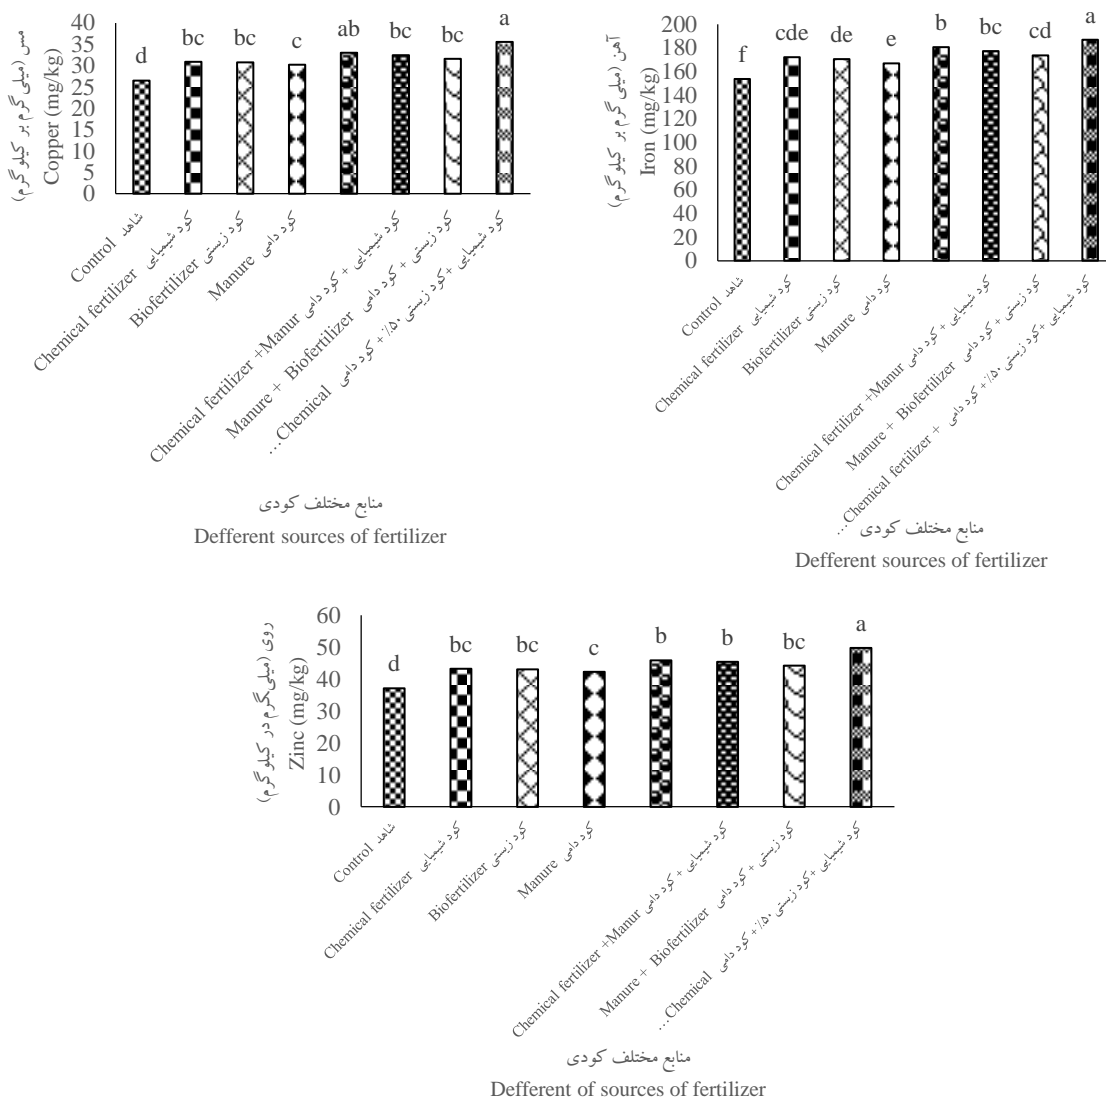 مس (میلی گرم بر کیلوگرم)
Copper (mg/kg)
40
35
30
25
20
15
10
5
0
d
bc
bc
c
ab
bc
bc
a
Control شاهد
Chemical fertilizer کود شیمیایی
Biofertilizer کود زیستی
Manure کود دامی
Chemical fertilizer +Manur کود شیمیایی + کود دامی
Manure + Biofertilizer کود زیستی + کود دامی
...Chemical کود شیمیایی +کود زیستی ۵۰٪ + کود دامی
منابع مختلف کودی
Defferent sources of fertilizer
آهن (میلی گرم بر کیلوگرم)
Iron (mg/kg)
200
180
160
140
120
100
80
60
40
20
0
f
cde
de
e
b
bc
cd
a
Control شاهد
Chemical fertilizer کود شیمیایی
Biofertilizer کود زیستی
Manure کود دامی
Chemical fertilizer +Manur کود شیمیایی + کود دامی
Manure + Biofertilizer کود زیستی + کود دامی
...Chemical fertilizer + کود شیمیایی +کود زیستی ۵۰٪ + کود دامی
منابع مختلف کودی
Defferent sources of fertilizer
روی (میلی‌گرم در کیلوگرم)
Zinc (mg/kg)
60
50
40
30
20
10
0
d
bc
bc
c
b
b
bc
a
Control شاهد
Chemical fertilizer کود شیمیایی
Biofertilizer کود زیستی
Manure کود دامی
Chemical fertilizer +Manur کود شیمیایی + کود دامی
Manure + Biofertilizer کود زیستی + کود دامی
...Chemical کود شیمیایی +کود زیستی ۵۰٪ + کود دامی
منابع مختلف کودی
Defferent of sources of fertilizer